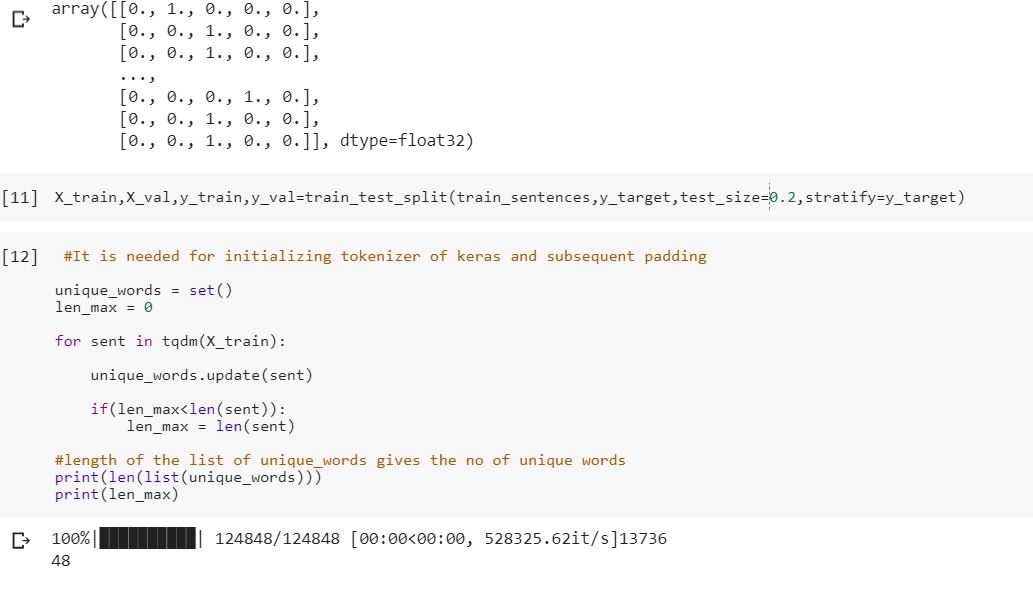 array([[0., 1., 0., 0., 0.],
[0., 0., 1., 0., 0.],
[0., 0., 1., 0., 0.],
...,
[0., 0., 0., 1., 0.],
[0., 0., 1., 0., 0.],
[0., 0., 1., 0., 0.]], dtype=float32)
[11] X_train,X_val,y_train,y_val=train_test_split(train_sentences,y_target,test_size=0.2,stratify=y_target)
[12] #It is needed for initializing tokenizer of keras and subsequent padding
unique_words = set()
len_max = 0
for sent in tqdm(X_train):
unique_words.update(sent)
if(len_max<len(sent)):
len_max = len(sent)
#length of the list of unique_words gives the no of unique words
print(len(list(unique_words)))
print(len_max)
100%|██████████| 124848/124848 [00:00<00:00, 528325.62it/s]13736
48